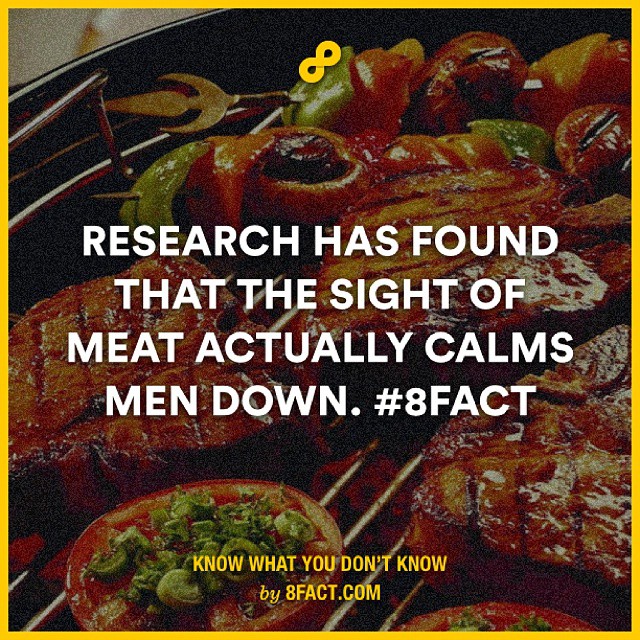 RESEARCH HAS FOUND
THAT THE SIGHT OF
MEAT ACTUALLY CALMS
MEN DOWN. #8FACT
KNOW WHAT YOU DON'T KNOW
by 8FACT.COM